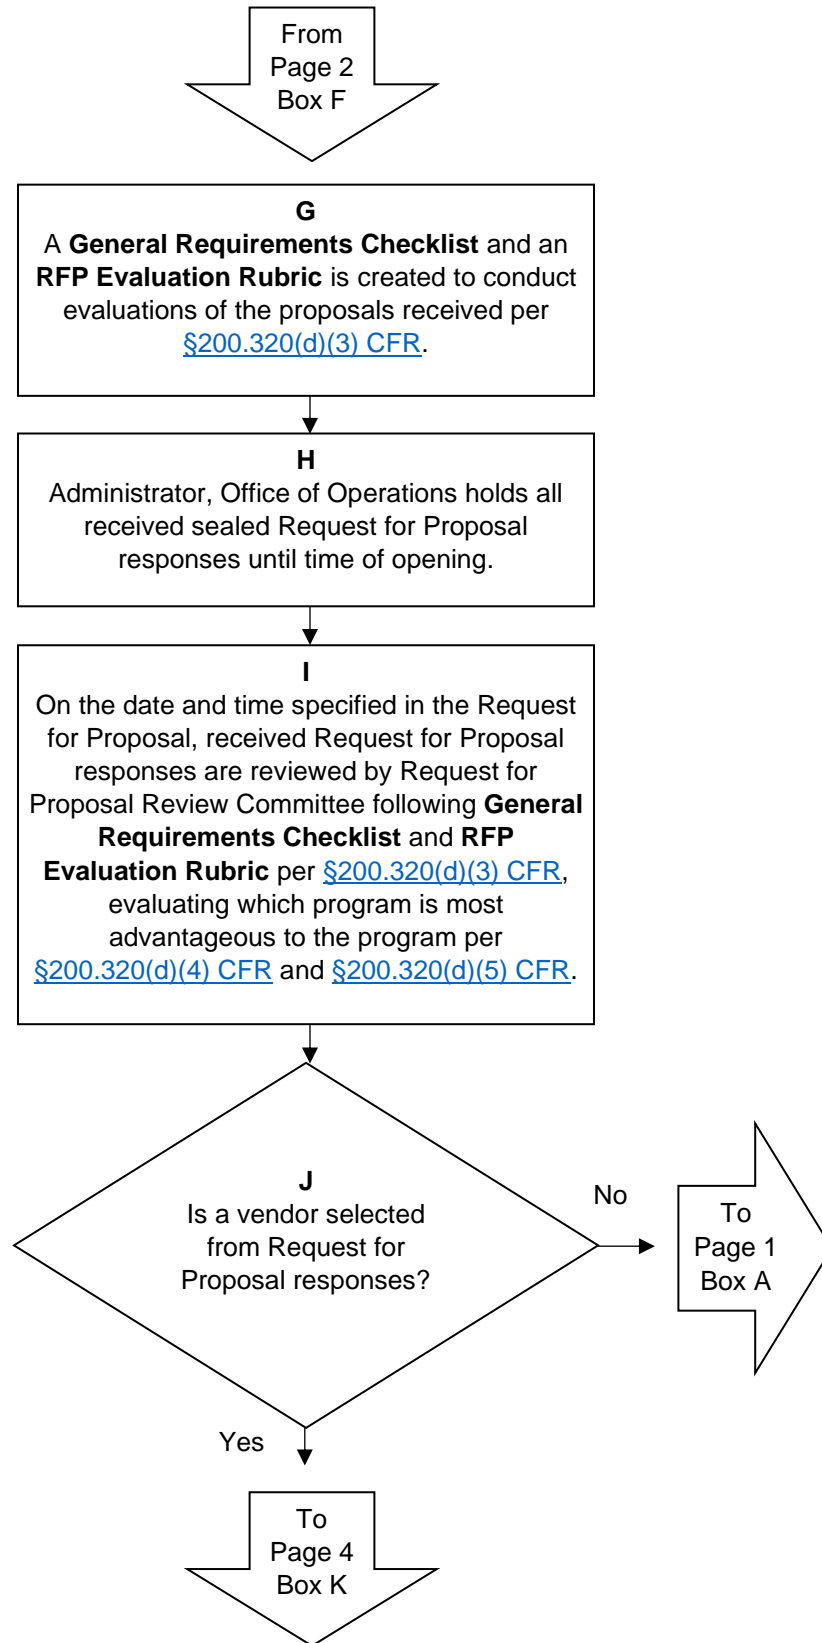 From
Page 2
Box F
G
A General Requirements Checklist and an
RFP Evaluation Rubric is created to conduct
evaluations of the proposals received per
§200.320(d)(3) CFR.
H
Administrator, Office of Operations holds all
received sealed Request for Proposal
responses until time of opening.
I
On the date and time specified in the Request
for Proposal, received Request for Proposal
responses are reviewed by Request for
Proposal Review Committee following General
Requirements Checklist and RFP
Evaluation Rubric per §200.320(d)(3) CFR,
evaluating which program is most
advantageous to the program per
§200.320(d)(4) CFR and §200.320(d)(5) CFR.
J
Is a vendor selected
from Request for
Proposal responses?
No
To
Page 1
Box A
Yes
To
Page 4
Box K